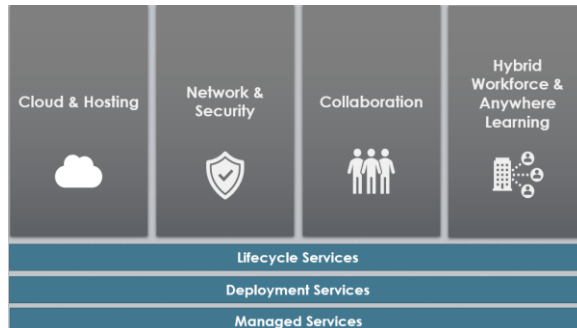 Cloud & Hosting
Network &
Security
Collaboration
Hybrid
Workforce &
Anywhere
Learning
Lifecycle Services
Deployment Services
Managed Services